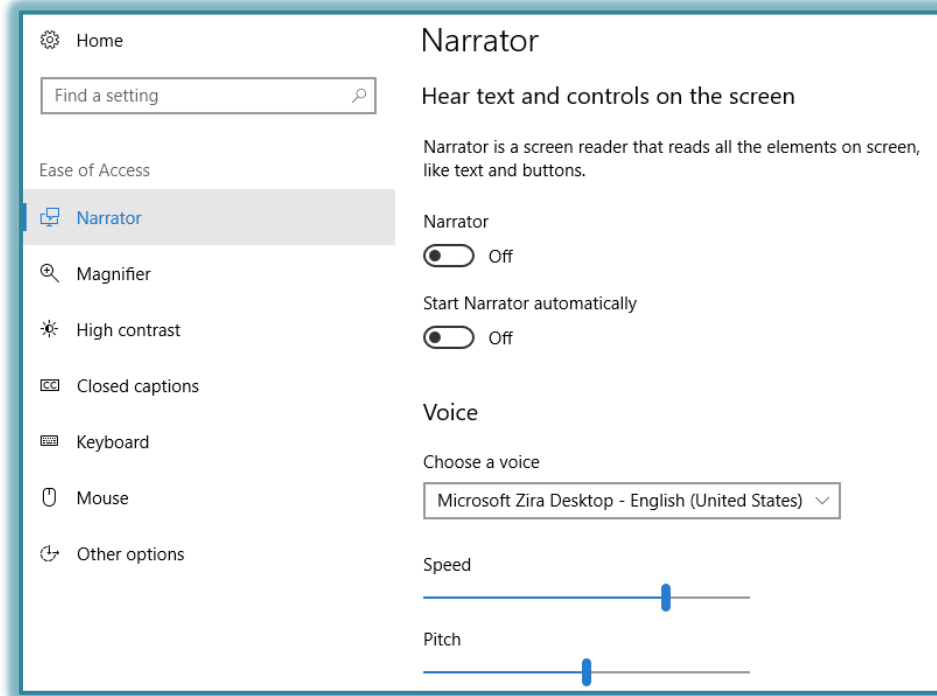 Home
Find a setting
Ease of Access
Narrator
Magnifier
High contrast
CC Closed captions
Keyboard
Mouse
Other options
Narrator
Hear text and controls on the screen
Narrator is a screen reader that reads all the elements on screen,
like text and buttons.
Narrator
Off
Start Narrator automatically
Off
Voice
Choose a voice
Microsoft Zira Desktop - English (United States)
Speed
Pitch